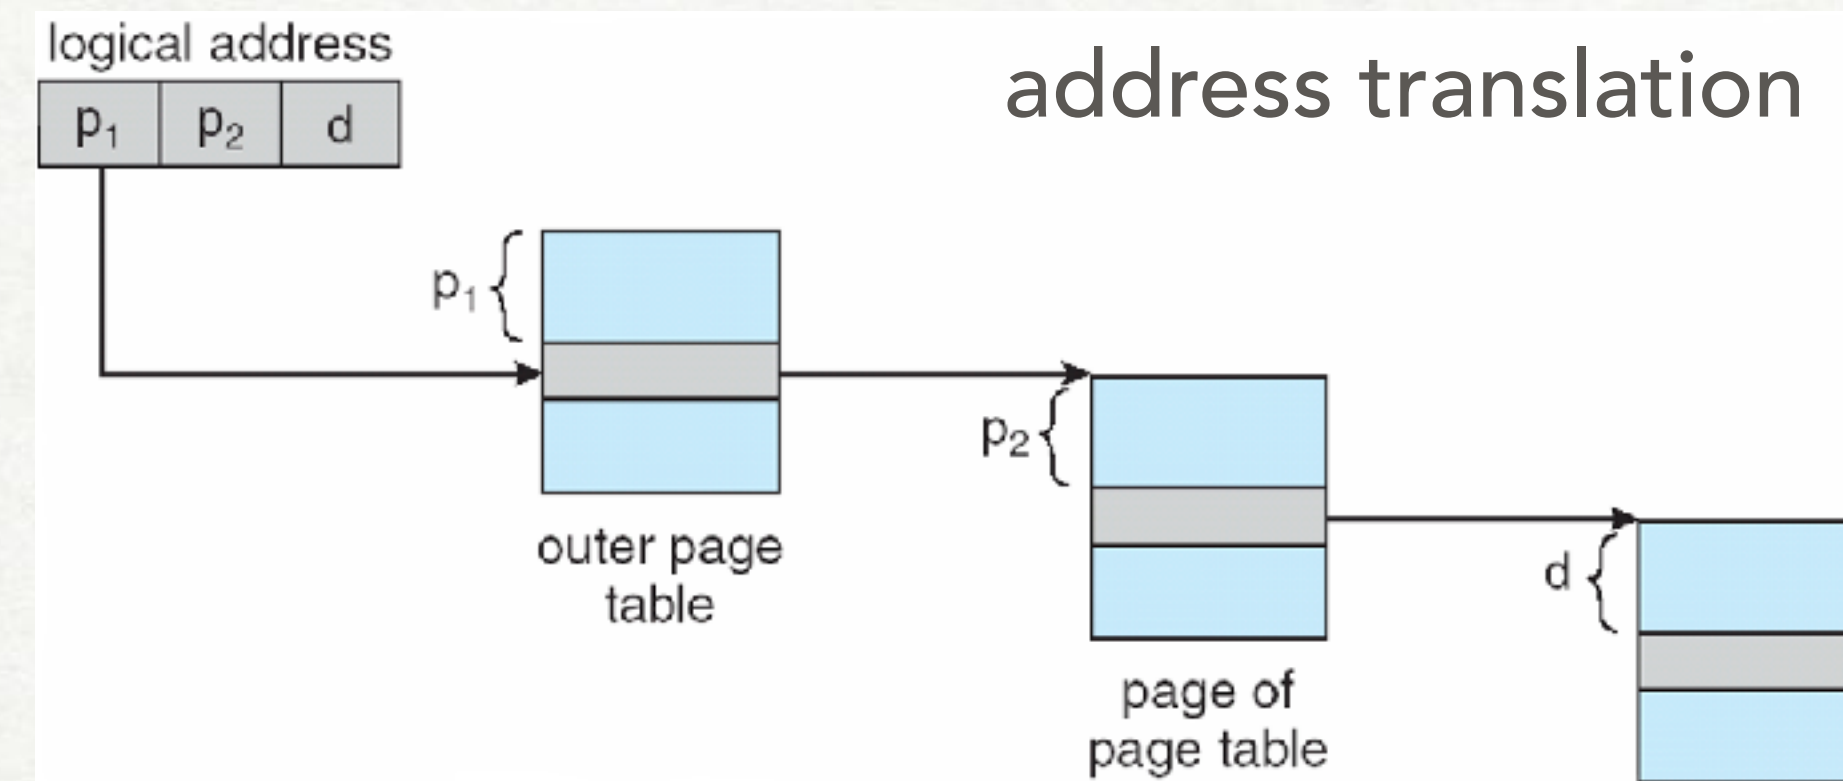 logical address
address translation
p₁ p₂ d
p₁
p₂
outer page
table
d
page of
page table